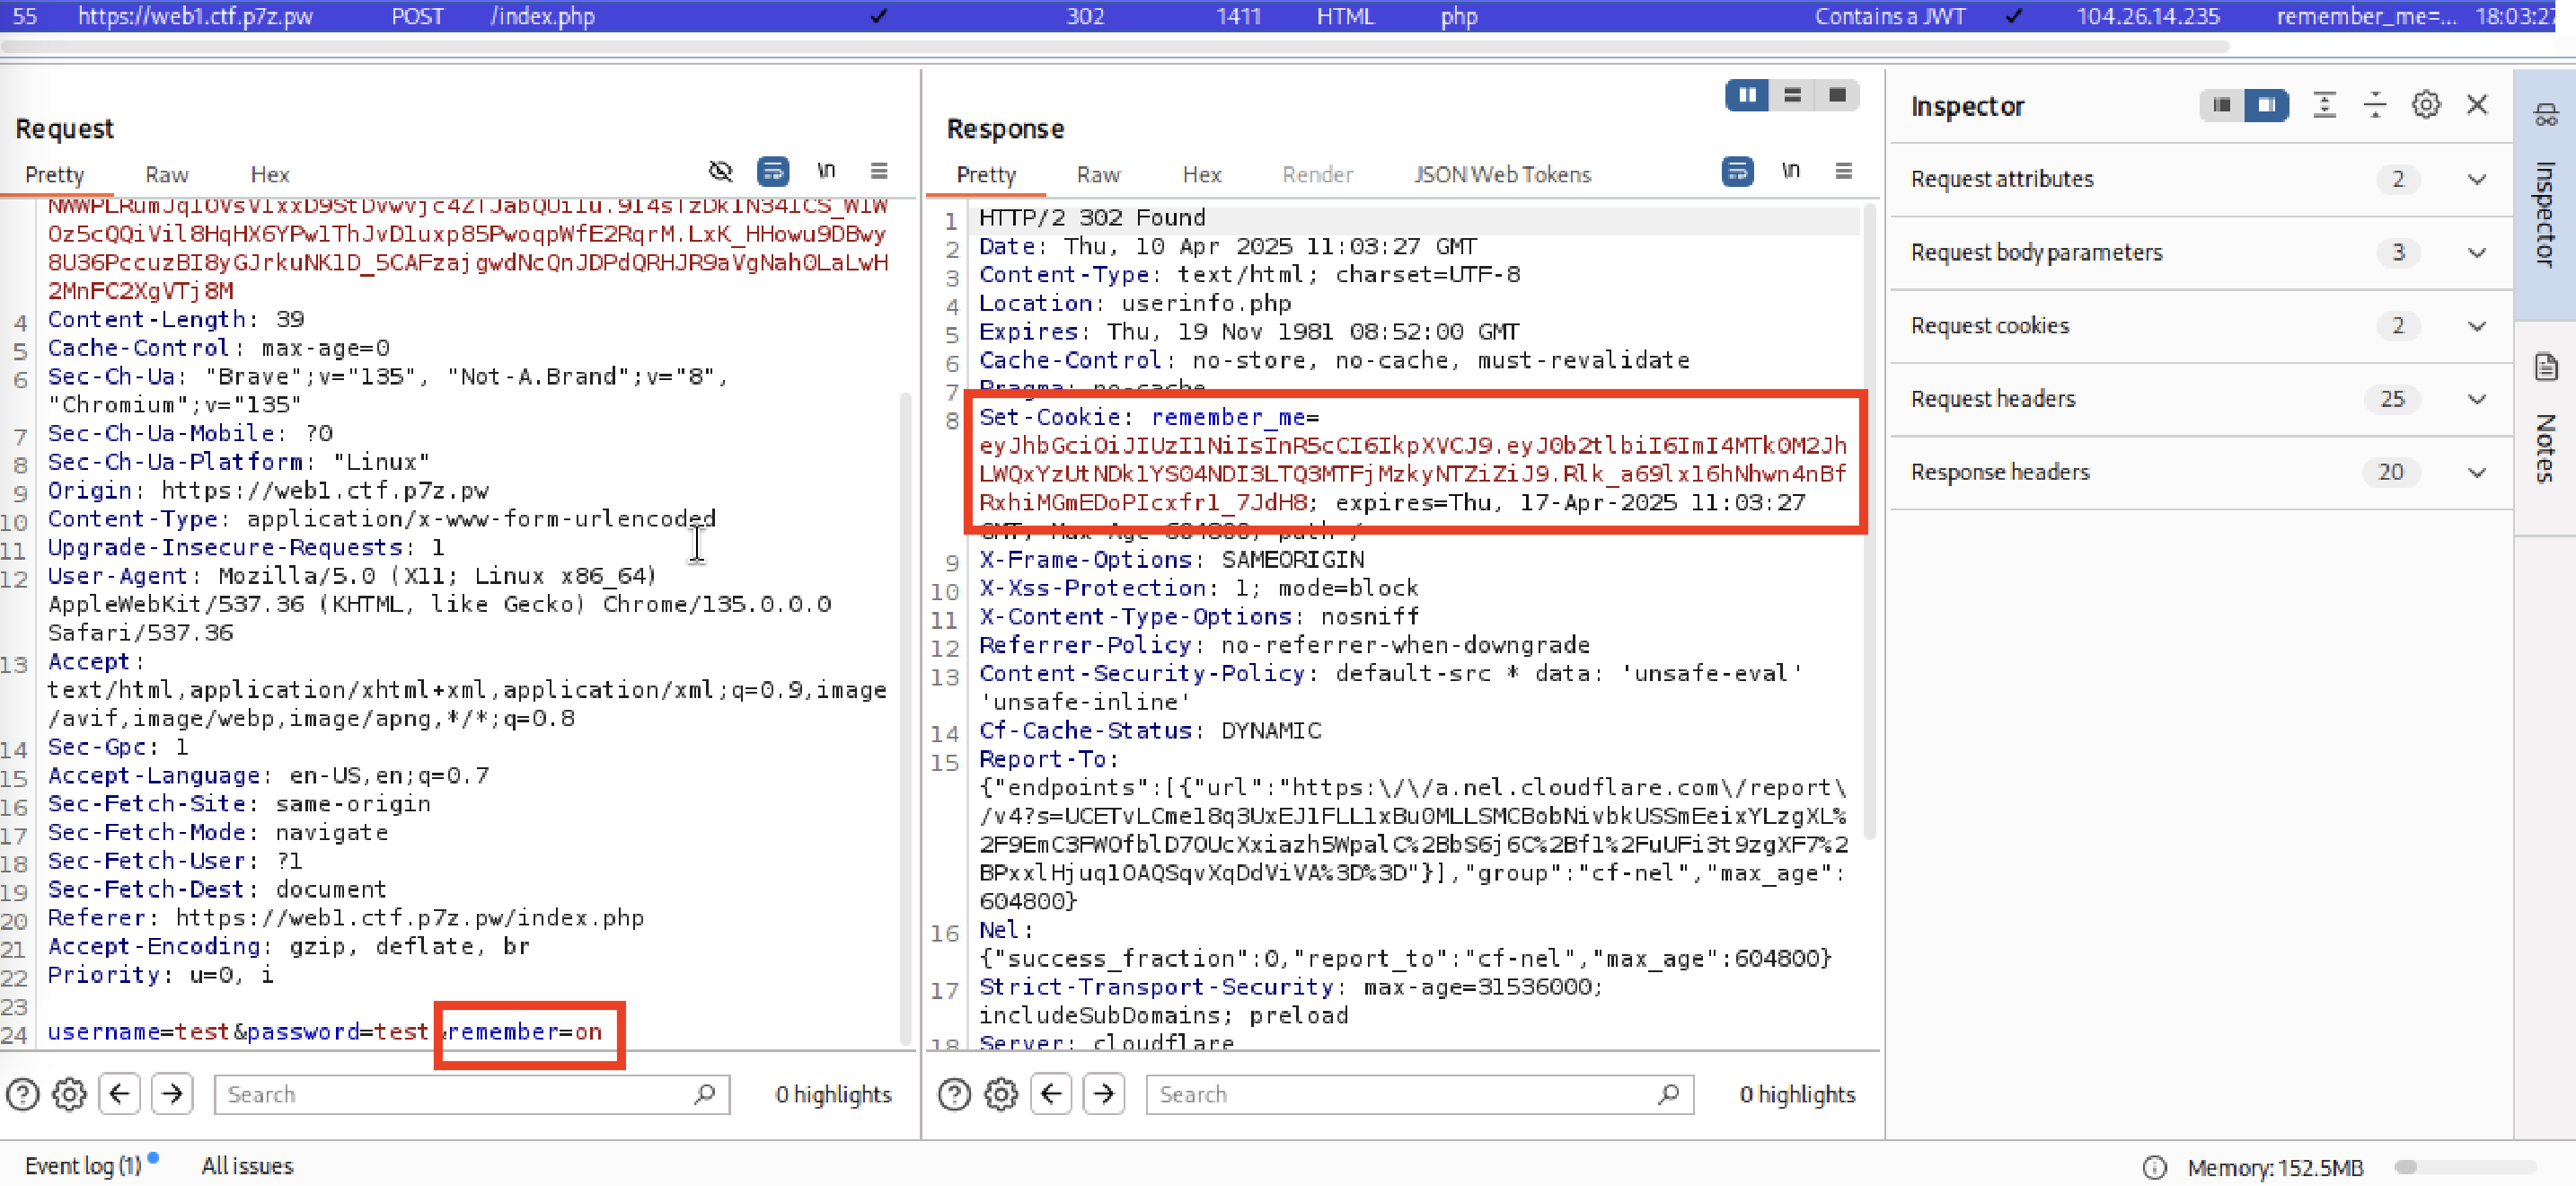 55 https://web1.ctf.p7z.pw POST /index.php ✓ 302 1411 HTML php Contains a JWT ✓ 104.26.14.235 remember_me=... 18:03:27
Request
Pretty Raw Hex \n
NWWPLRumJq1OVsV1xxD9StDvwvjc4ZTJabQUi1u.9I4sTzDk1N34ICS_W1W
Oz5cQQiVil8HqHX6YPw1ThJvD1uxp85PwoqpWfE2RqrM.LxK_HHowu9DBwy
8U36PccuzBI8yGJrkuNK1D_5CAFzajgwdNcQnJDPdQRHJR9aVgNah0LaLwH
2MnFC2XgVTj8M
4 Content-Length: 39
5 Cache-Control: max-age=0
6 Sec-Ch-Ua: "Brave";v="135", "Not-A.Brand";v="8",
"Chromium";v="135"
7 Sec-Ch-Ua-Mobile: ?0
8 Sec-Ch-Ua-Platform: "Linux"
9 Origin: https://web1.ctf.p7z.pw
10 Content-Type: application/x-www-form-urlencoded
11 Upgrade-Insecure-Requests: 1
12 User-Agent: Mozilla/5.0 (X11; Linux x86_64)
AppleWebKit/537.36 (KHTML, like Gecko) Chrome/135.0.0.0
Safari/537.36
13 Accept:
text/html,application/xhtml+xml,application/xml;q=0.9,image
/avif,image/webp,image/apng,*/*;q=0.8
14 Sec-Gpc: 1
15 Accept-Language: en-US,en;q=0.7
16 Sec-Fetch-Site: same-origin
17 Sec-Fetch-Mode: navigate
18 Sec-Fetch-User: ?1
19 Sec-Fetch-Dest: document
20 Referer: https://web1.ctf.p7z.pw/index.php
21 Accept-Encoding: gzip, deflate, br
22 Priority: u=0, i
23
24 username=test&password=test&remember=on
Search 0 highlights
Response
Pretty Raw Hex Render JSON Web Tokens \n
1 HTTP/2 302 Found
2 Date: Thu, 10 Apr 2025 11:03:27 GMT
3 Content-Type: text/html; charset=UTF-8
4 Location: userinfo.php
5 Expires: Thu, 19 Nov 1981 08:52:00 GMT
6 Cache-Control: no-store, no-cache, must-revalidate
7 Pragma: no-cache
8 Set-Cookie: remember_me=
eyJhbGciOiJIUzI1NiIsInR5cCI6IkpXVCJ9.eyJ0b2tlbiI6ImI4MTk0M2Jh
LWQxYzUtNDk1YS04NDI3LTQ3MTFjMzkyNTZiZiJ9.Rlk_a69lx16hNhwn4nBf
RxhiMGmEDoPIcxfr1_7JdH8; expires=Thu, 17-Apr-2025 11:03:27
GMT; Max-Age=604800; path=/
9 X-Frame-Options: SAMEORIGIN
10 X-Xss-Protection: 1; mode=block
11 X-Content-Type-Options: nosniff
12 Referrer-Policy: no-referrer-when-downgrade
13 Content-Security-Policy: default-src * data: 'unsafe-eval'
'unsafe-inline'
14 Cf-Cache-Status: DYNAMIC
15 Report-To:
{"endpoints":[{"url":"https:\/\/a.nel.cloudflare.com\/report\
/v4?s=UCETvLCme18q3UxEJ1FLL1xBu0MLLSMCBobNivbkUSSmEeixYLzgXL%
2F9EmC3FWOfblD7OUcXxiazh5WpalC%2BbS6j6C%2Bf1%2FuUFi3t9zgXF7%2
BPxxlHjuq1OAQSqvXqDdViVA%3D%3D"}],"group":"cf-nel","max_age":
604800}
16 Nel:
{"success_fraction":0,"report_to":"cf-nel","max_age":604800}
17 Strict-Transport-Security: max-age=31536000;
includeSubDomains; preload
18 Server: cloudflare
Search 0 highlights
Inspector
Request attributes 2
Request body parameters 3
Request cookies 2
Request headers 25
Response headers 20
Inspector
Notes
Event log (1) All issues Memory: 152.5MB